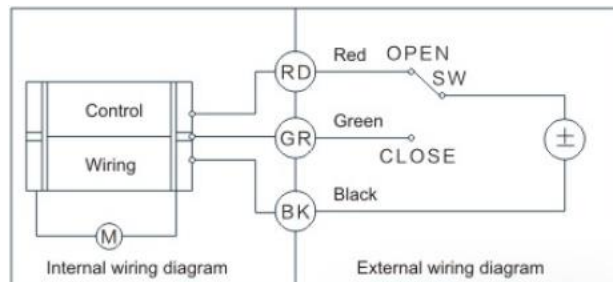 RD Red OPEN
SW
Control
GR Green
CLOSE
±
Wiring
BK Black
M
Internal wiring diagram External wiring diagram